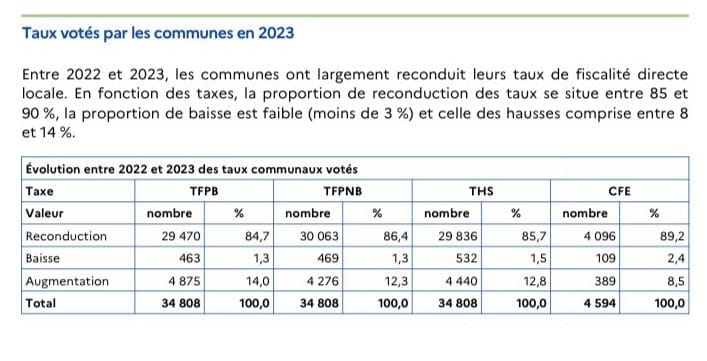 Taux votés par les communes en 2023
Entre 2022 et 2023, les communes ont largement reconduit leurs taux de fiscalité directe
locale. En fonction des taxes, la proportion de reconduction des taux se situe entre 85 et
90 %, la proportion de baisse est faible (moins de 3 %) et celle des hausses comprise entre 8
et 14 %.
Évolution entre 2022 et 2023 des taux communaux votés
Taxe TFPB TFPNB THS CFE
Valeur nombre % nombre % nombre % nombre %
Reconduction 29 470 84,7 30 063 86,4 29 836 85,7 4 096 89,2
Baisse 463 1,3 469 1,3 532 1,5 109 2,4
Augmentation 4 875 14,0 4 276 12,3 4 440 12,8 389 8,5
Total 34 808 100,0 34 808 100,0 34 808 100,0 4 594 100,0